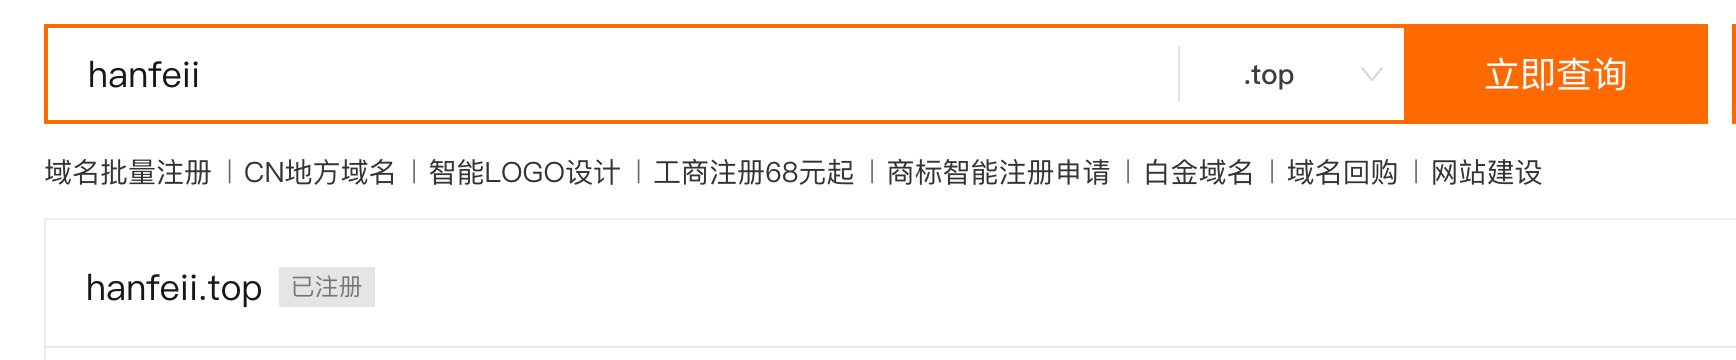 hanfeii .top 立即查询
域名批量注册 | CN地方域名 | 智能LOGO设计 | 工商注册68元起 | 商标智能注册申请 | 白金域名 | 域名回购 | 网站建设
hanfeii.top 已注册